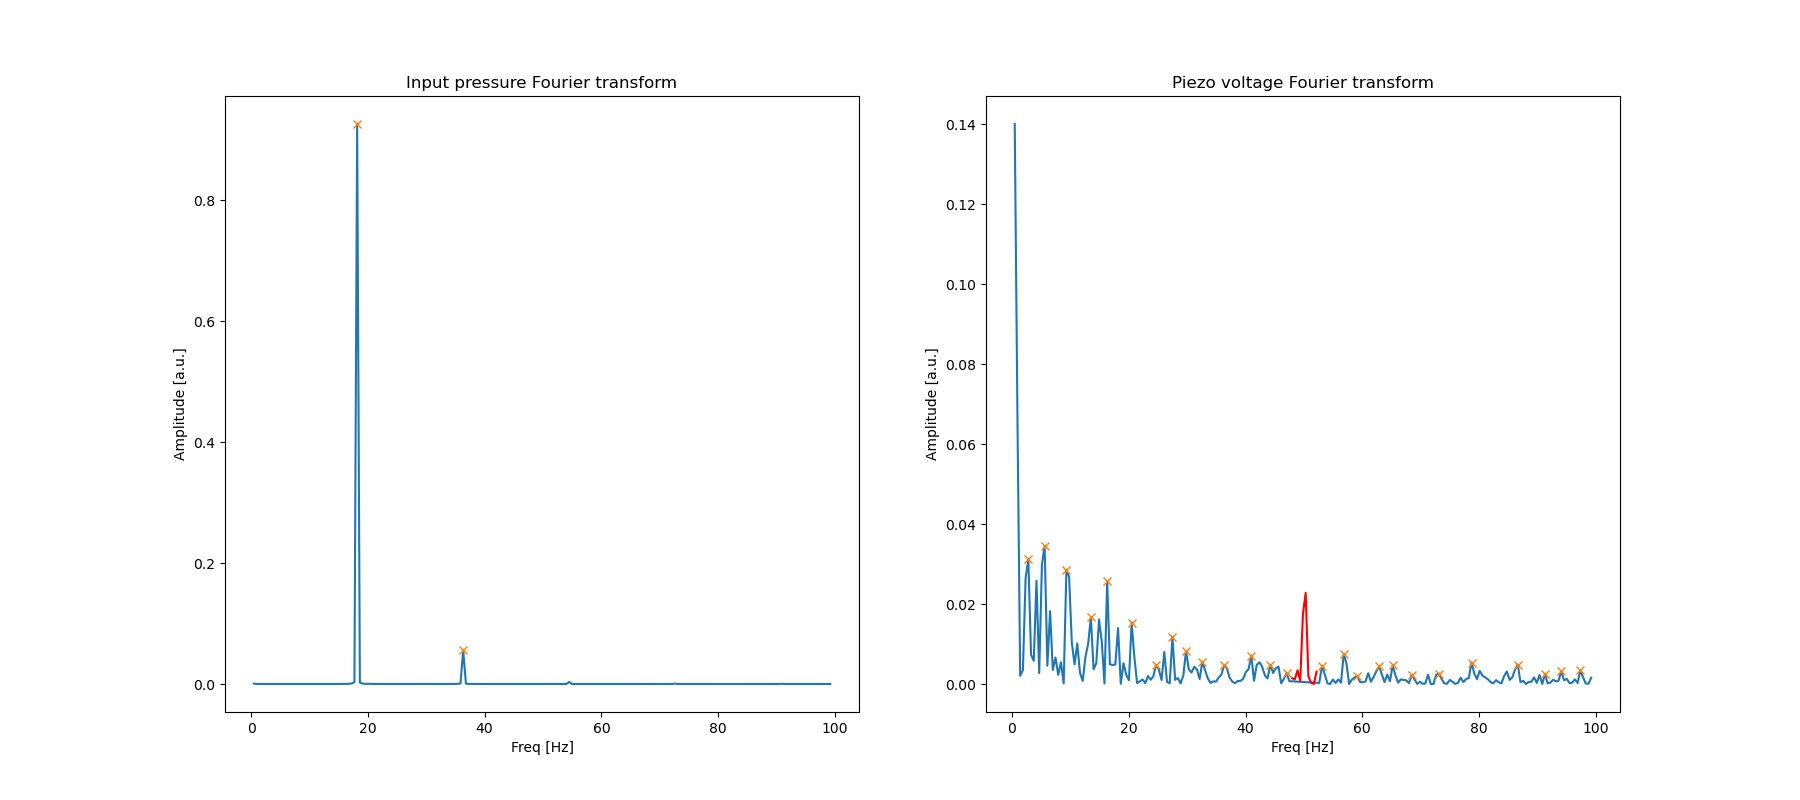 Input pressure Fourier transform
Amplitude [a.u.]
0.8
0.6
0.4
0.2
0.0
0 20 40 60 80 100
Freq [Hz]
Piezo voltage Fourier transform
Amplitude [a.u.]
0.14
0.12
0.10
0.08
0.06
0.04
0.02
0.00
0 20 40 60 80 100
Freq [Hz]